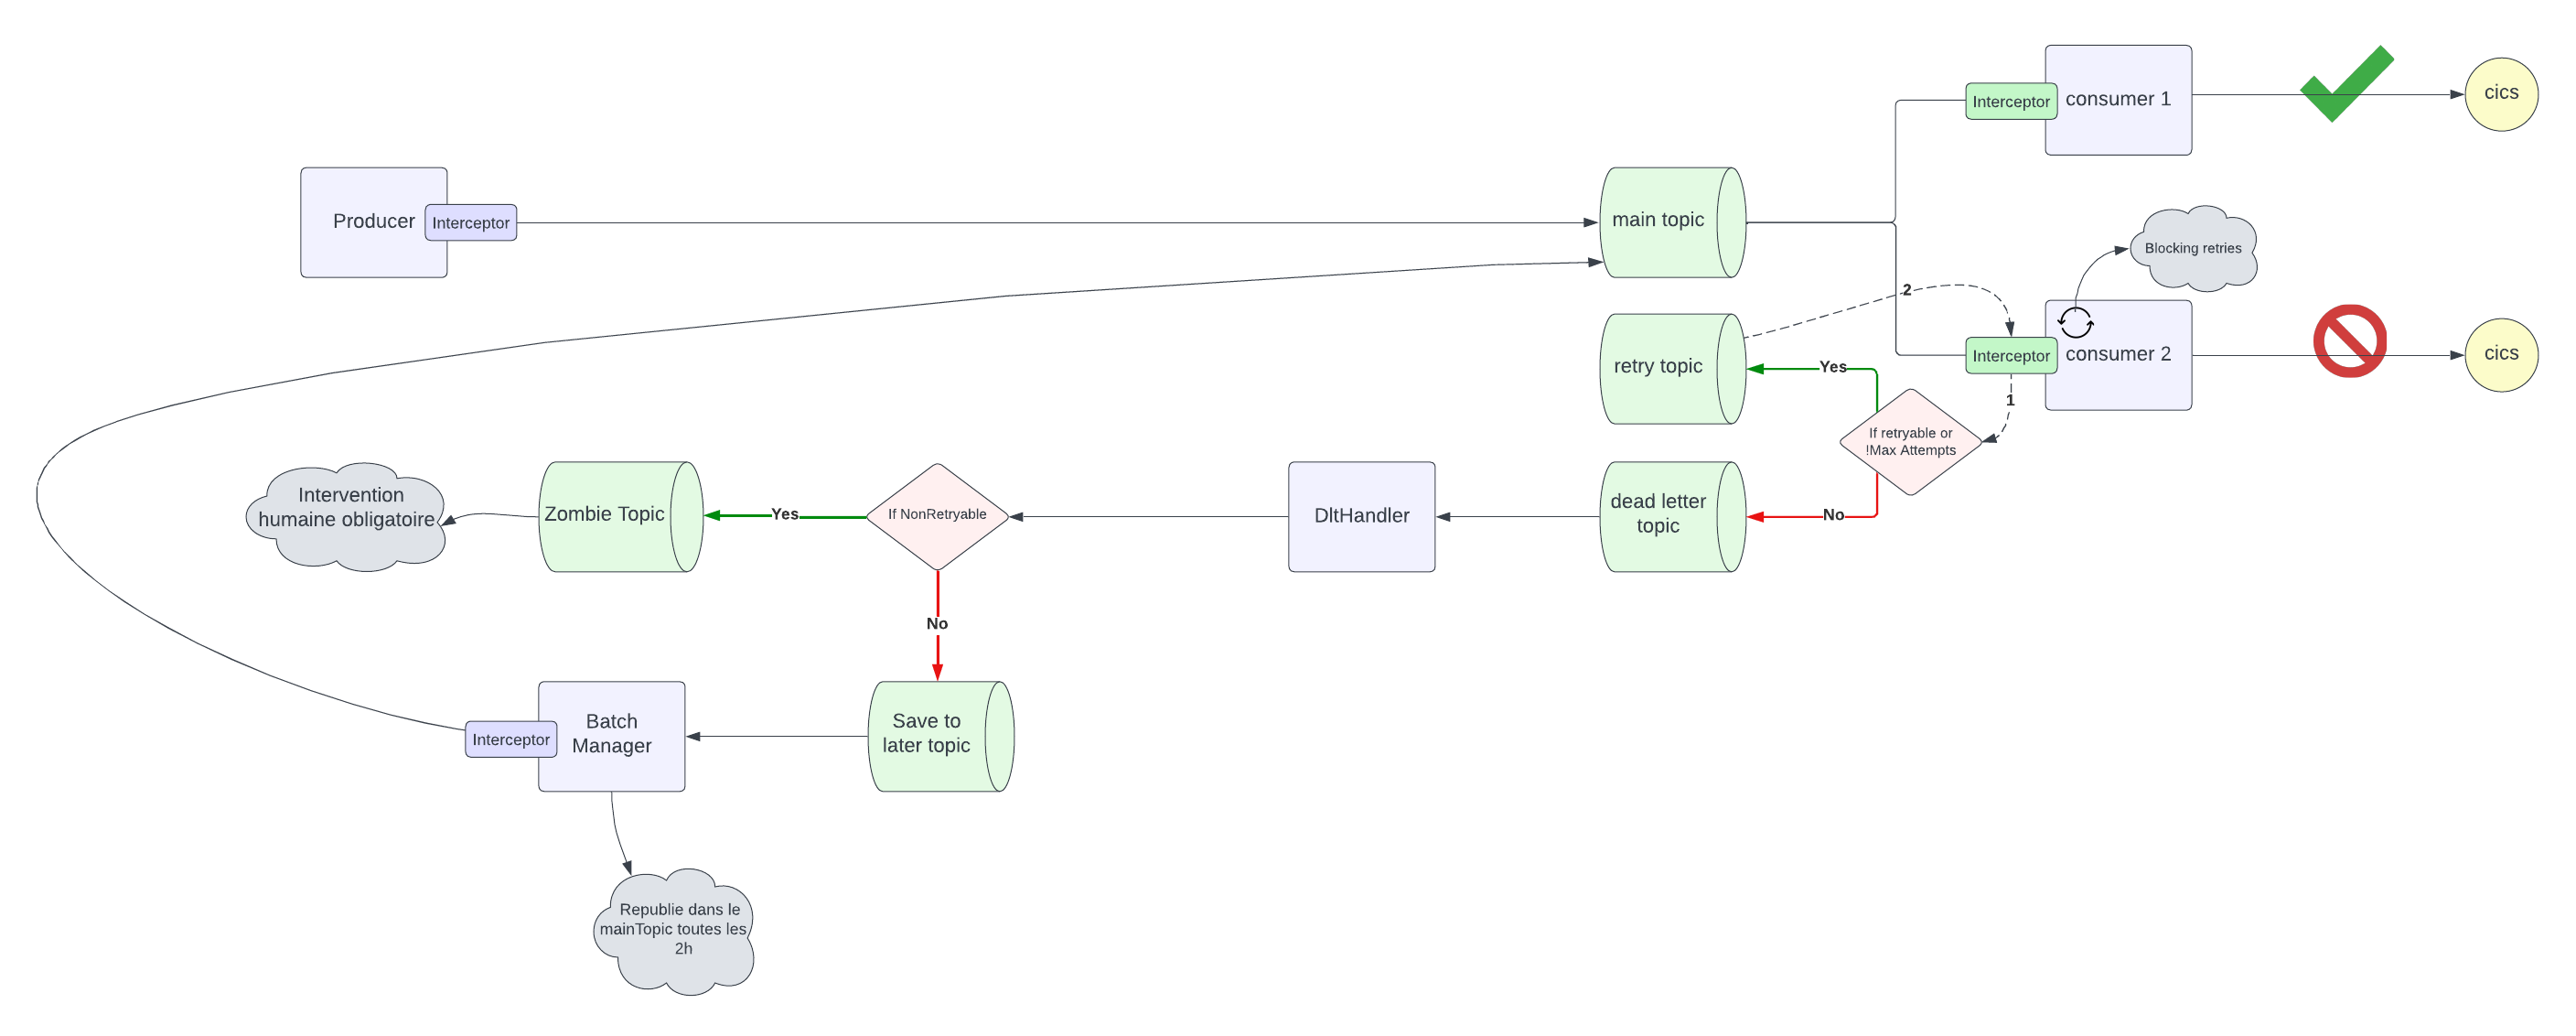 Interceptor
consumer 1
cics
Producer
Interceptor
main topic
Blocking retries
2
retry topic
Yes
Interceptor
consumer 2
cics
1
If retryable or
!Max Attempts
Intervention
humaine obligatoire
Zombie Topic
Yes
If NonRetryable
DltHandler
dead letter
topic
No
No
Interceptor
Batch
Manager
Save to
later topic
Republie dans le
mainTopic toutes les
2h